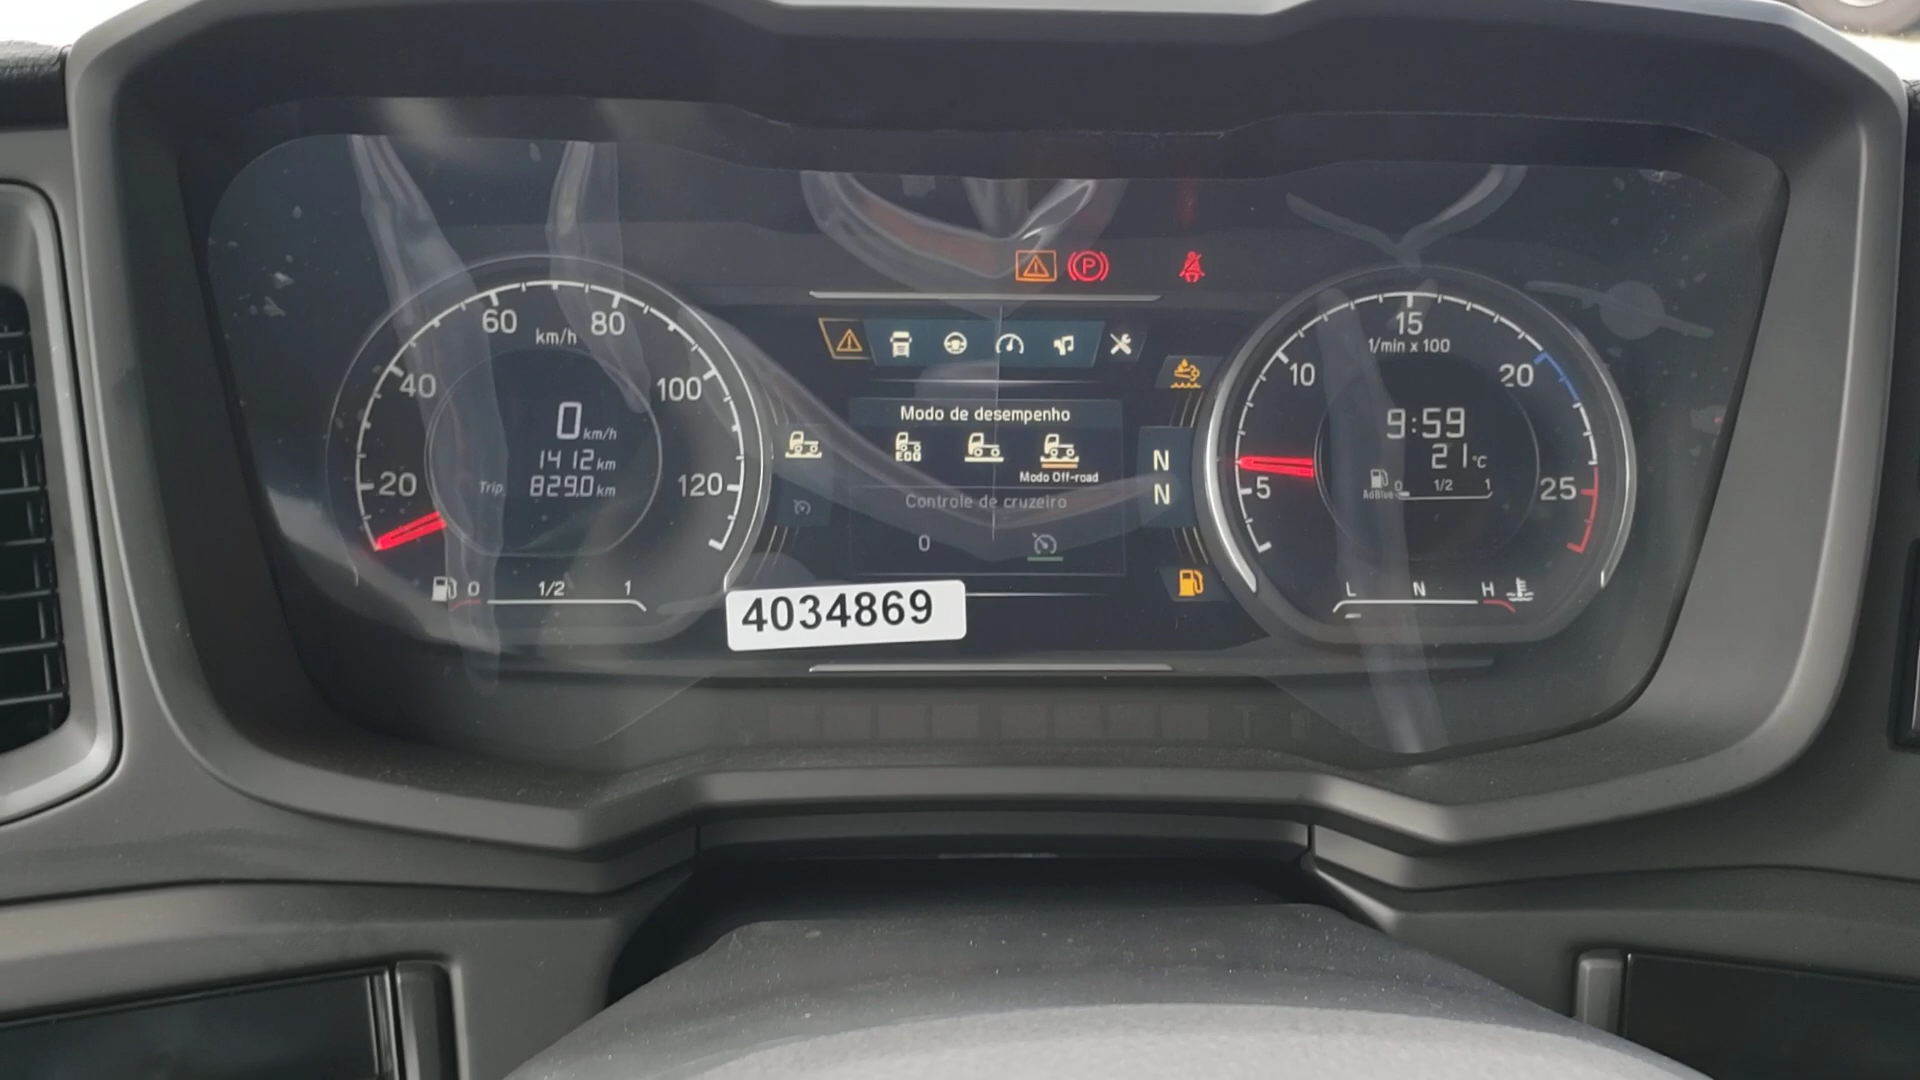 60
80
km/h
40
100
0 km/h
1412 km
Trip 829.0 km
20
120
0 1/2 1
P
Modo de desempenho
ECO
Modo Off-road
Controle de cruzeiro
0
N
N
4034869
15
1/min x 100
10
20
9:59
21°C
AdBlue 0 1/2 1
5
25
L N H